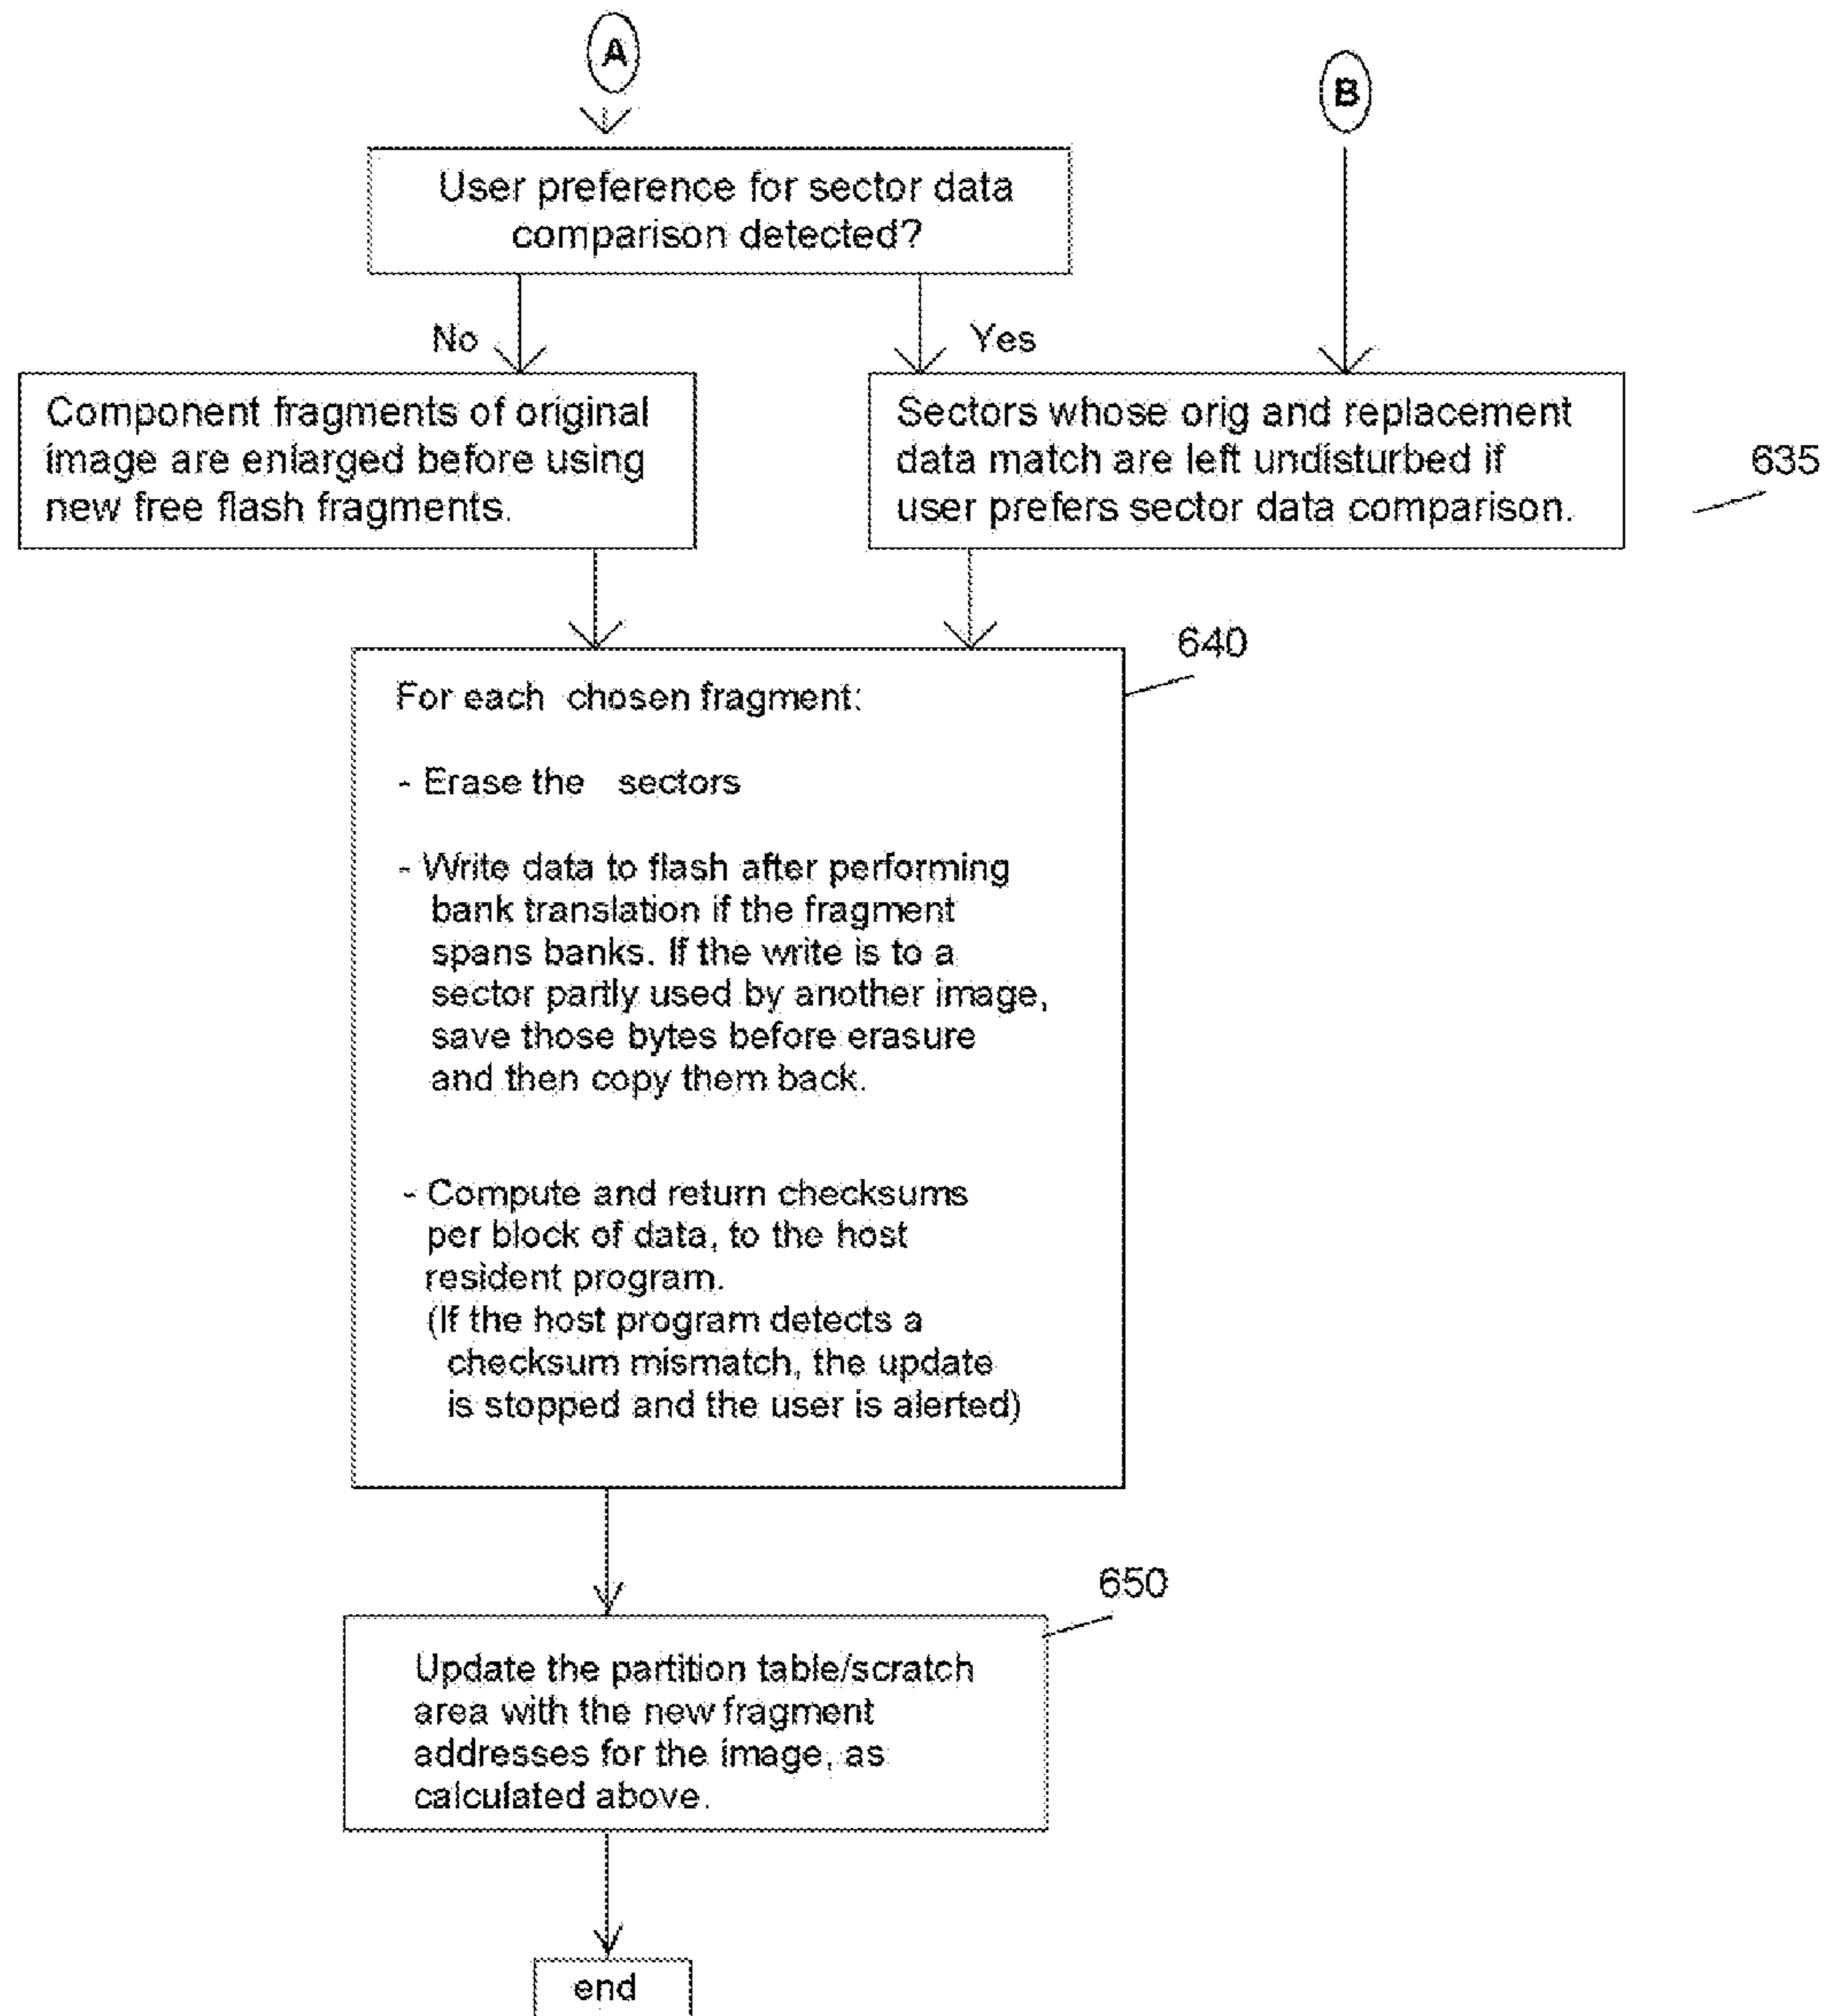 A
B
User preference for sector data
comparison detected?
No
Yes
Component fragments of original
image are enlarged before using
new free flash fragments.
Sectors whose orig and replacement
data match are left undisturbed if
user prefers sector data comparison.
635
640
For each chosen fragment:
- Erase the sectors
- Write data to flash after performing
bank translation if the fragment
spans banks. If the write is to a
sector partly used by another image,
save those bytes before erasure
and then copy them back.
- Compute and return checksums
per block of data, to the host
resident program.
(If the host program detects a
checksum mismatch, the update
is stopped and the user is alerted)
650
Update the partition table/scratch
area with the new fragment
addresses for the image, as
calculated above.
end